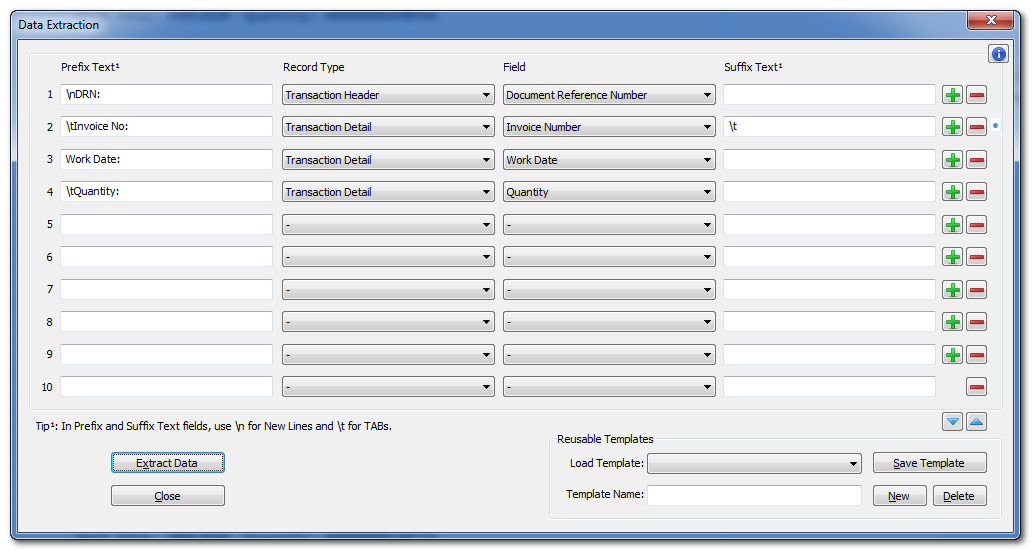 Data Extraction
Prefix Text¹ Record Type Field Suffix Text¹
1 \nDRN: Transaction Header Document Reference Number
2 \tInvoice No: Transaction Detail Invoice Number \t
3 Work Date: Transaction Detail Work Date
4 \tQuantity: Transaction Detail Quantity
5 - -
6 - -
7 - -
8 - -
9 - -
10 - -
Tip¹: In Prefix and Suffix Text fields, use \n for New Lines and \t for TABs.
Reusable Templates
Extract Data Load Template: Save Template
Close Template Name: New Delete